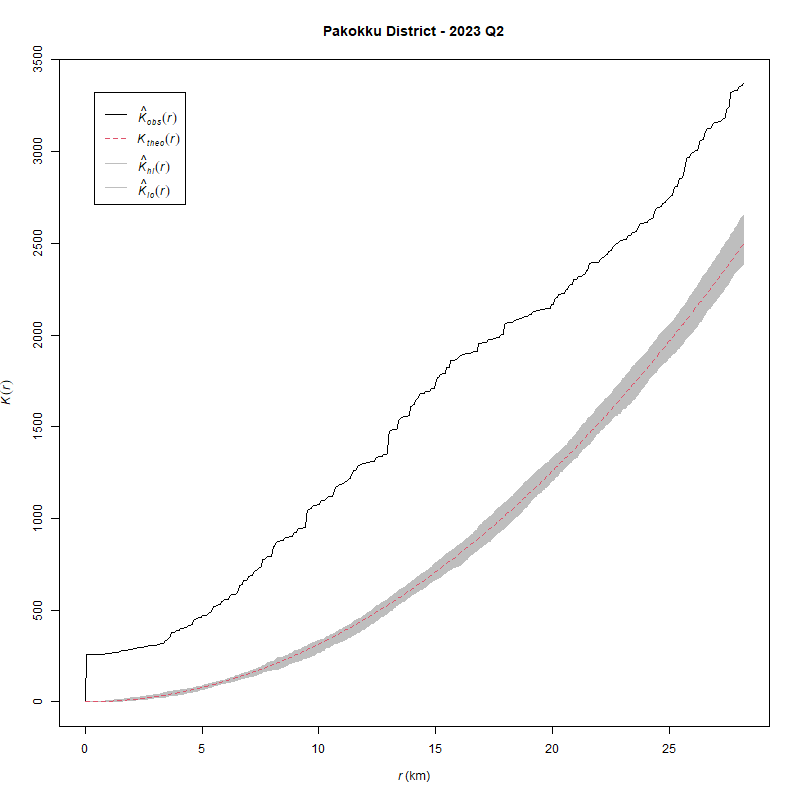 Pakokku District - 2023 Q2
K̂obs(r)
Ktheo(r)
K̂hi(r)
K̂lo(r)
3500
3000
2500
2000
1500
1000
500
0
K(r)
0 5 10 15 20 25
r (km)